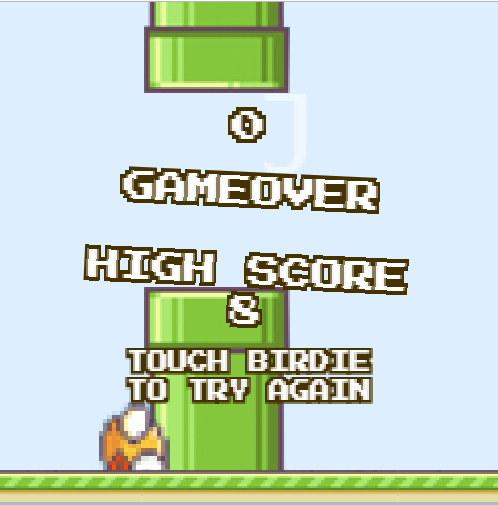 J
0
GAMEOVER
HIGH SCORE
8
TOUCH BIRDIE
TO TRY AGAIN